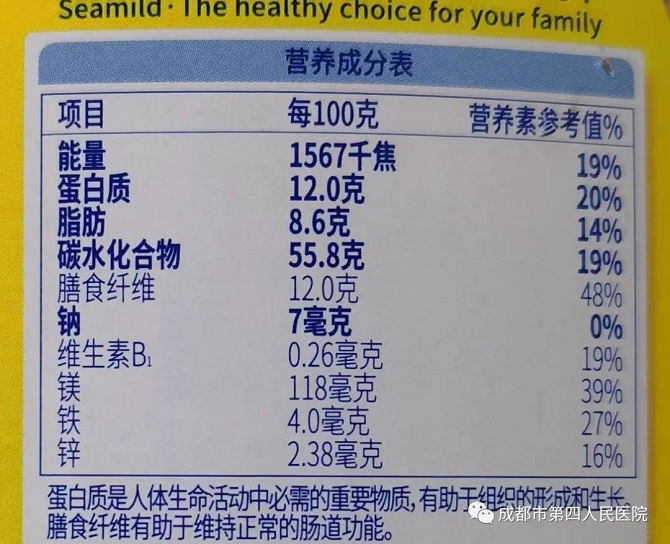 Seamild · The healthy choice for your family
营养成分表
项目 每100克 营养素参考值%
能量 1567千焦 19%
蛋白质 12.0克 20%
脂肪 8.6克 14%
碳水化合物 55.8克 19%
膳食纤维 12.0克 48%
钠 7毫克 0%
维生素B₁ 0.26毫克 19%
镁 118毫克 39%
铁 4.0毫克 27%
锌 2.38毫克 16%
蛋白质是人体生命活动中必需的重要物质,有助于组织的形成和生长。
膳食纤维有助于维持正常的肠道功能。
成都市第四人民医院